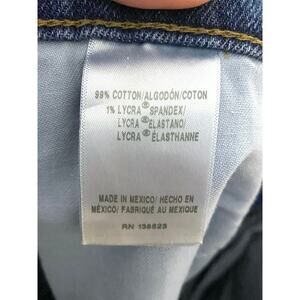 99% COTTON/ALGODÓN/COTON
1% LYCRA® SPANDEX/
LYCRA® ELASTANO/
LYCRA® ÉLASTHANNE
MADE IN MEXICO/ HECHO EN
MÉXICO/ FABRIQUÉ AU MEXIQUE
RN 138823